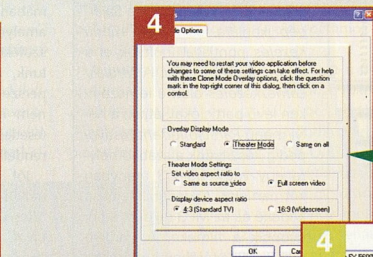 4
de Options
You may need to restart your video application before
changes to some of these settings can take effect. For help
with these Clone Mode Overlay options, click the question
mark in the top-right corner of this dialog, then click on a
control.
Overlay Display Mode
Standard Theater Mode Same on all
Theater Mode Settings
Set video aspect ratio to
Same as source video Full screen video
Display device aspect ratio
4:3 (Standard TV) 16:9 (Widescreen)
OK Ca
4